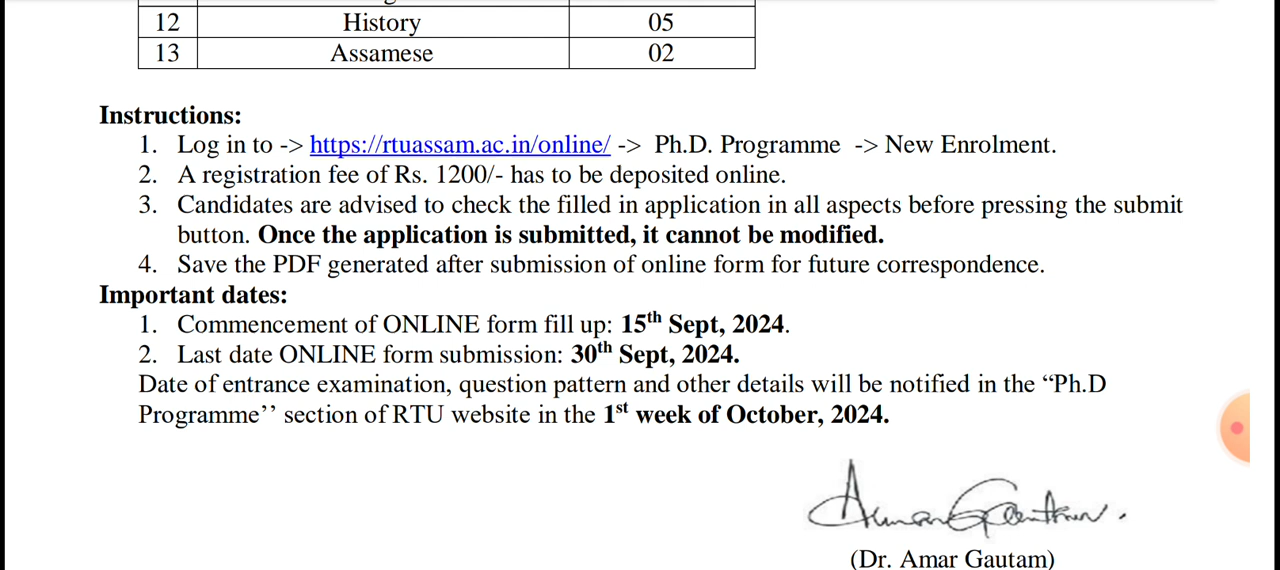 12 History 05
13 Assamese 02
Instructions:
1. Log in to -> https://rtuassam.ac.in/online/ -> Ph.D. Programme -> New Enrolment.
2. A registration fee of Rs. 1200/- has to be deposited online.
3. Candidates are advised to check the filled in application in all aspects before pressing the submit
button. Once the application is submitted, it cannot be modified.
4. Save the PDF generated after submission of online form for future correspondence.
Important dates:
1. Commencement of ONLINE form fill up: 15th Sept, 2024.
2. Last date ONLINE form submission: 30th Sept, 2024.
Date of entrance examination, question pattern and other details will be notified in the “Ph.D
Programme’’ section of RTU website in the 1st week of October, 2024.
Amar Gautam.
(Dr. Amar Gautam)